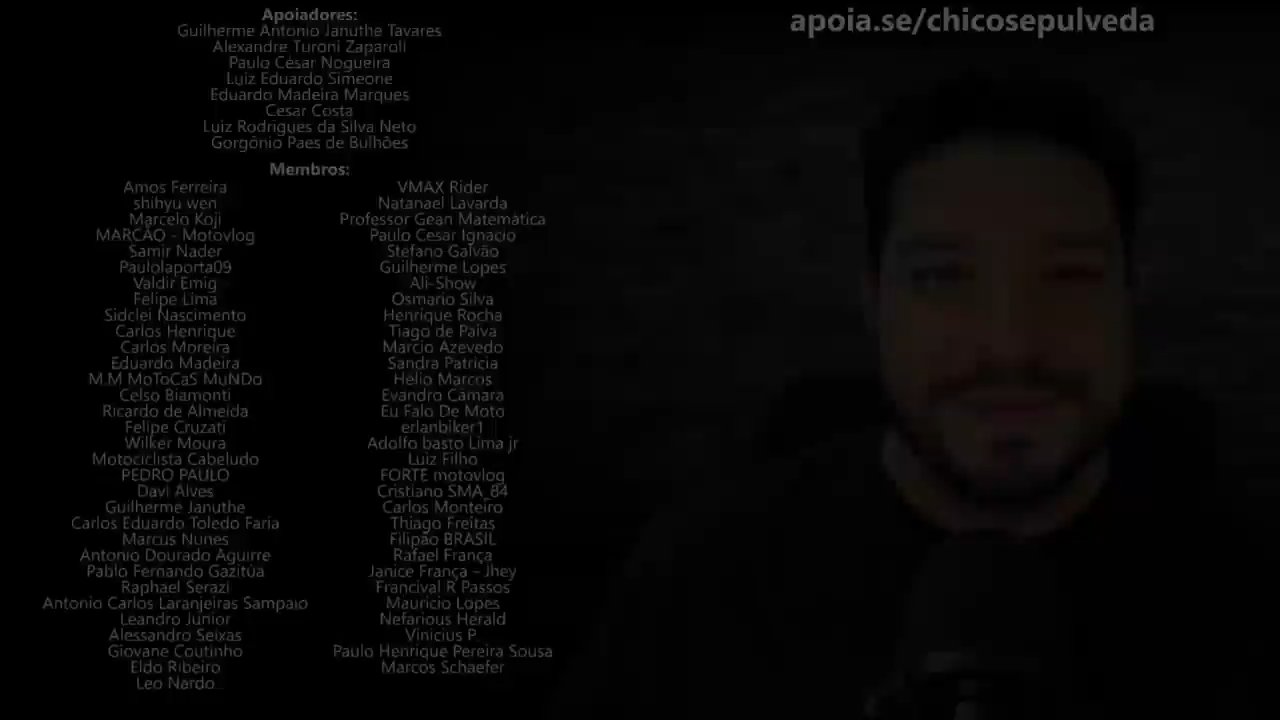 Apoiadores:
Guilherme Antonio Januthe Tavares
Alexandre Turoni Zaparoli
Paulo César Nogueira
Luiz Eduardo Simeone
Eduardo Madeira Marques
Cesar Costa
Luiz Rodrigues da Silva Neto
Gorgônio Paes de Bulhões
Membros:
Amos Ferreira
shihyu wen
Marcelo Koji
MARCÃO - Motovlog
Samir Nader
Paulolaporta09
Valdir Emig
Felipe Lima
Sidclei Nascimento
Carlos Henrique
Carlos Moreira
Eduardo Madeira
M.M MoToCaS MuNDo
Celso Biamonti
Ricardo de Almeida
Felipe Cruzati
Wilker Moura
Motociclista Cabeludo
PEDRO PAULO
Davi Alves
Guilherme Januthe
Carlos Eduardo Toledo Faria
Marcus Nunes
Antonio Dourado Aguirre
Pablo Fernando Gazitúa
Raphael Serazi
Antonio Carlos Laranjeiras Sampaio
Leandro Junior
Alessandro Seixas
Giovane Coutinho
Eldo Ribeiro
Leo Nardo
VMAX Rider
Natanael Lavarda
Professor Gean Matemática
Paulo Cesar Ignacio
Stefano Galvão
Guilherme Lopes
Ali-Show
Osmario Silva
Henrique Rocha
Tiago de Paiva
Marcio Azevedo
Sandra Patricia
Hélio Marcos
Evandro Câmara
Eu Falo De Moto
erlanbiker1
Adolfo basto Lima jr
Luiz Filho
FORTE motovlog
Cristiano SMA_84
Carlos Monteiro
Thiago Freitas
Filipão BRASIL
Rafael França
Janice França - Jhey
Francival R Passos
Mauricio Lopes
Nefarious Herald
Vinicius P.
Paulo Henrique Pereira Sousa
Marcos Schaefer
apoia.se/chicosepulveda